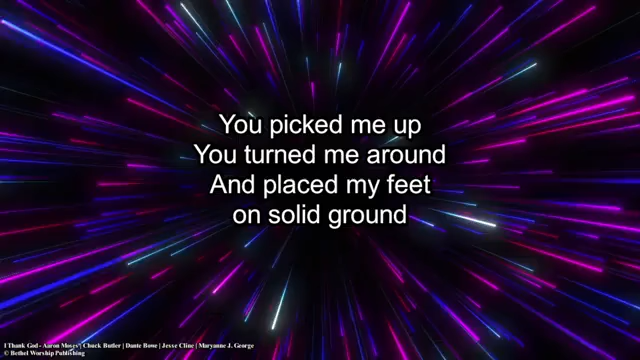 You picked me up
You turned me around
And placed my feet
on solid ground
I Thank God - Aaron Moses | Chuck Butler | Dante Bowe | Jesse Cline | Maryanne J. George
© Bethel Worship Publishing